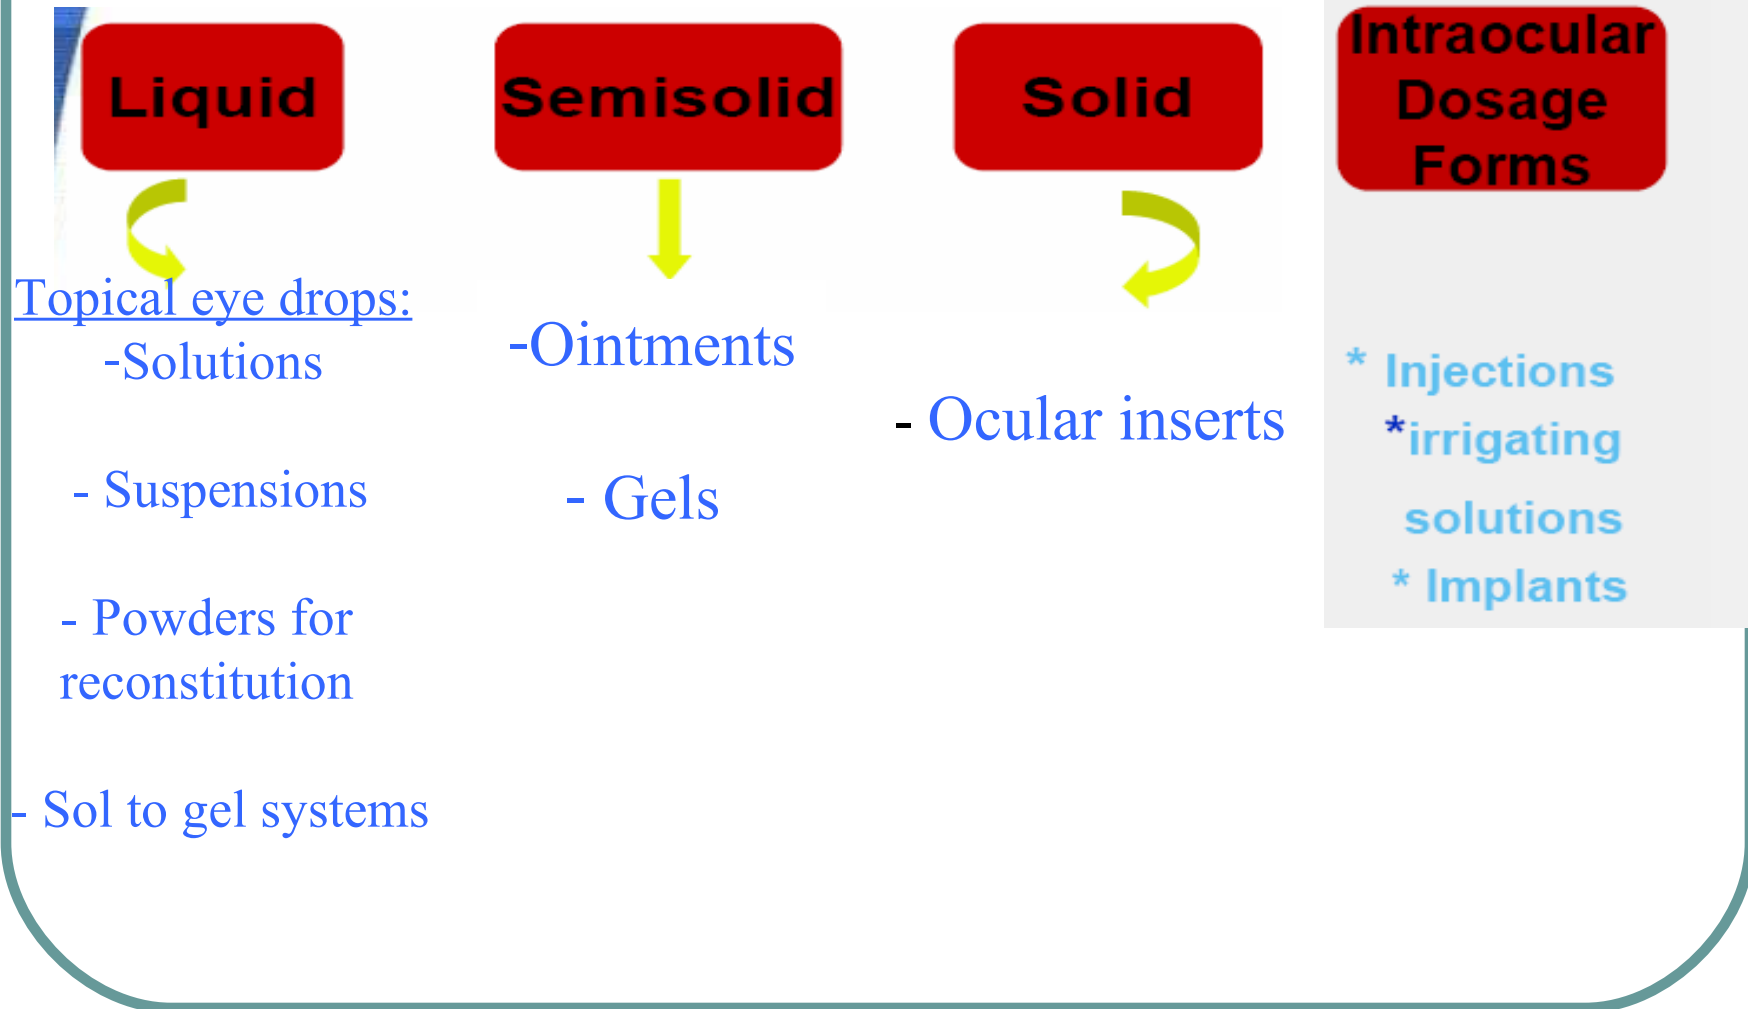 Liquid
Topical eye drops:
-Solutions
- Suspensions
- Powders for
reconstitution
- Sol to gel systems
Semisolid
-Ointments
- Gels
Solid
- Ocular inserts
Intraocular
Dosage
Forms
* Injections
*irrigating
solutions
* Implants